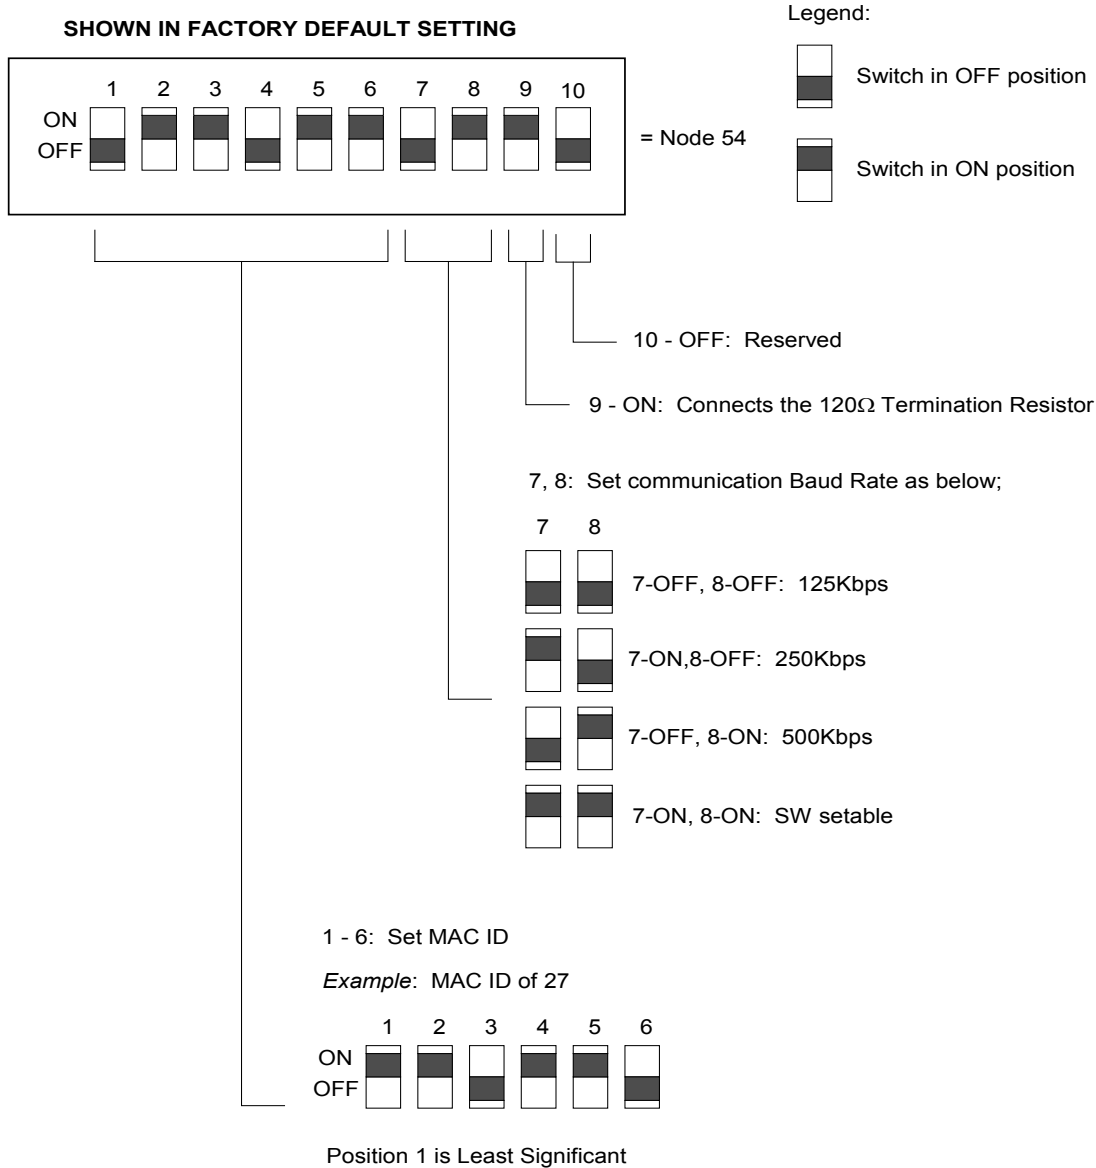 Legend:
SHOWN IN FACTORY DEFAULT SETTING
Switch in OFF position
1 2 3 4 5 6 7 8 9 10
ON
OFF
= Node 54
Switch in ON position
10 - OFF: Reserved
9 - ON: Connects the 120Ω Termination Resistor
7, 8: Set communication Baud Rate as below;
7 8
7-OFF, 8-OFF: 125Kbps
7-ON,8-OFF: 250Kbps
7-OFF, 8-ON: 500Kbps
7-ON, 8-ON: SW setable
1 - 6: Set MAC ID
Example: MAC ID of 27
1 2 3 4 5 6
ON
OFF
Position 1 is Least Significant